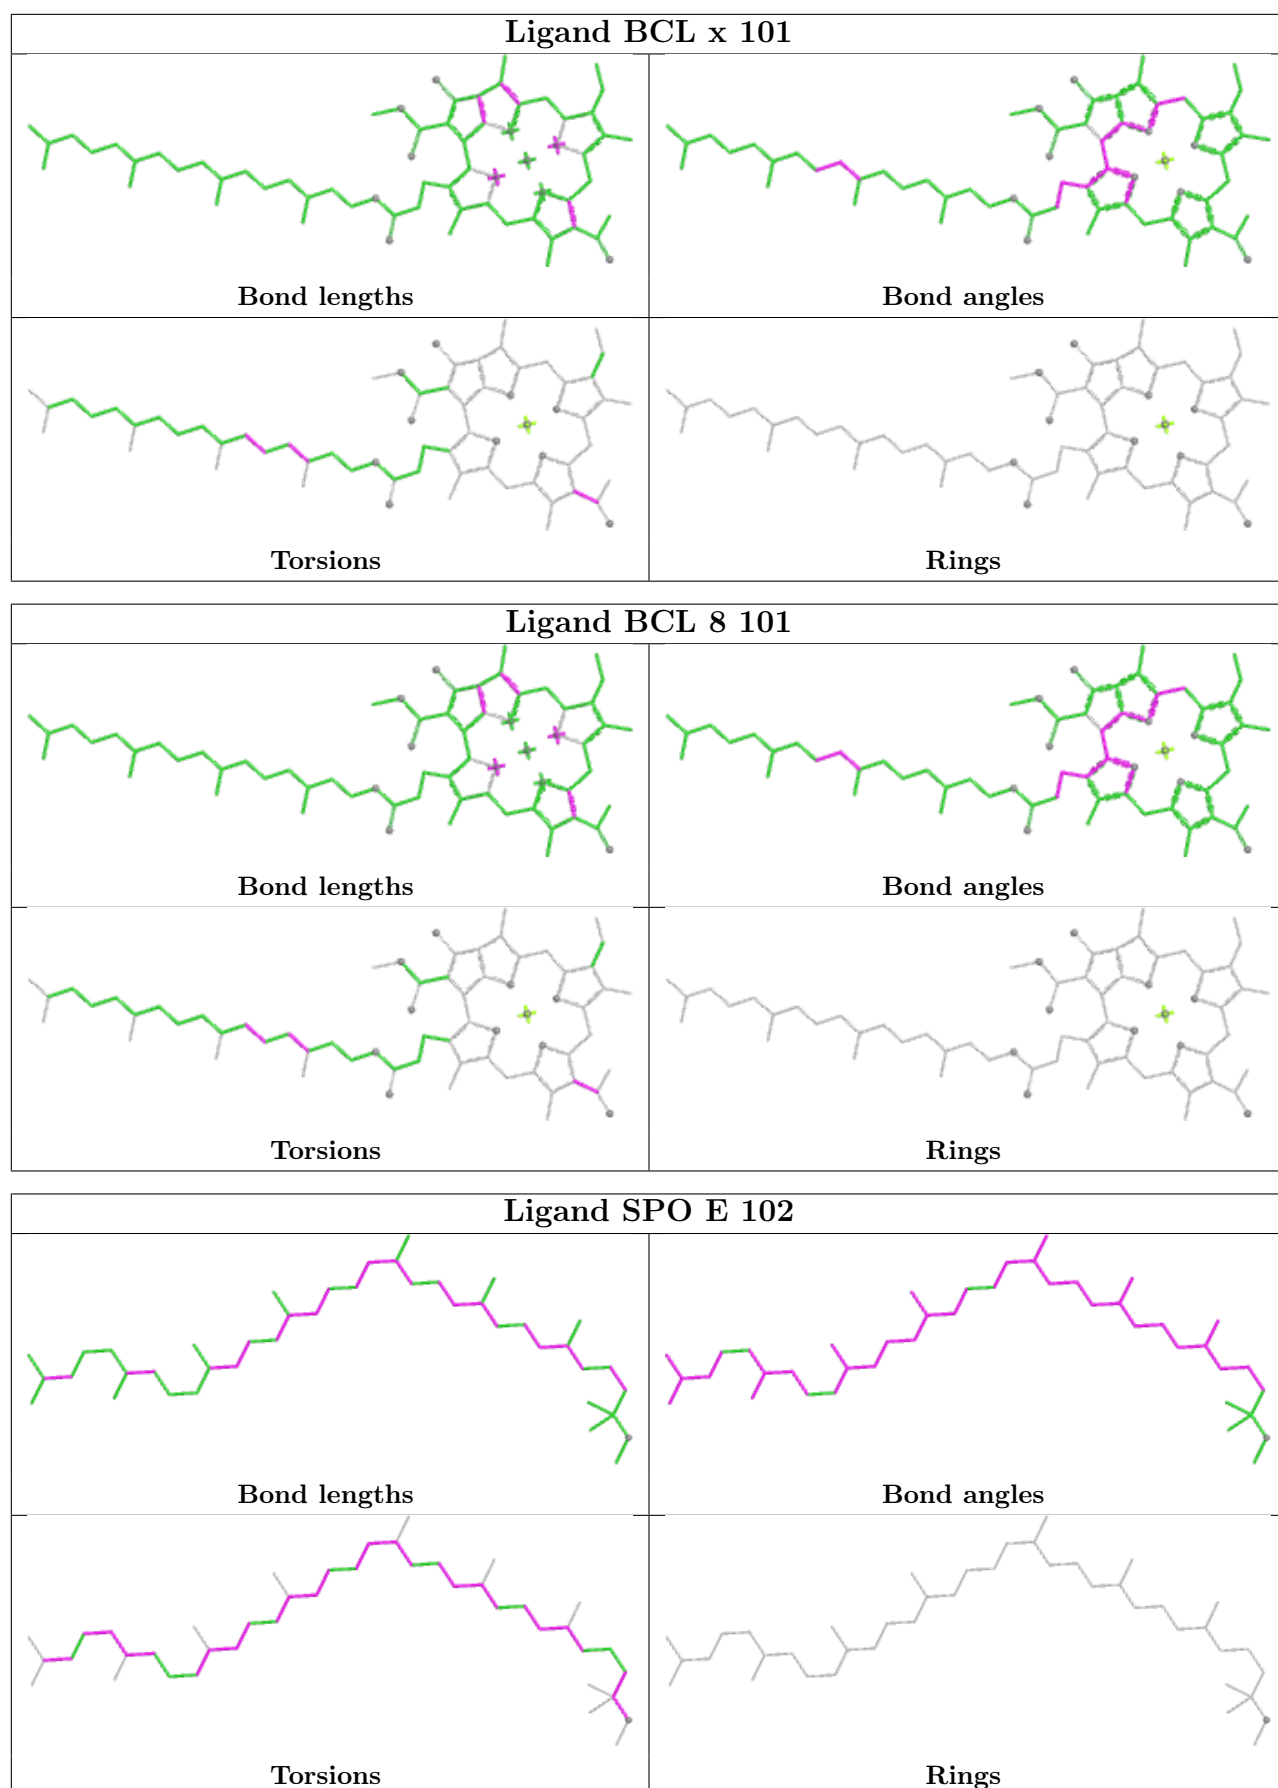 Ligand BCL x 101
Bond lengths
Bond angles
Torsions
Rings
Ligand BCL 8 101
Bond lengths
Bond angles
Torsions
Rings
Ligand SPO E 102
Bond lengths
Bond angles
Torsions
Rings